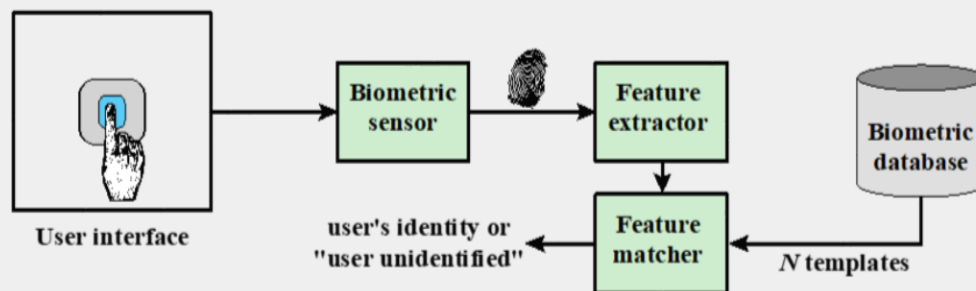 Biometric
sensor
Feature
extractor
Biometric
database
User interface
user's identity or
"user unidentified"
Feature
matcher
N templates